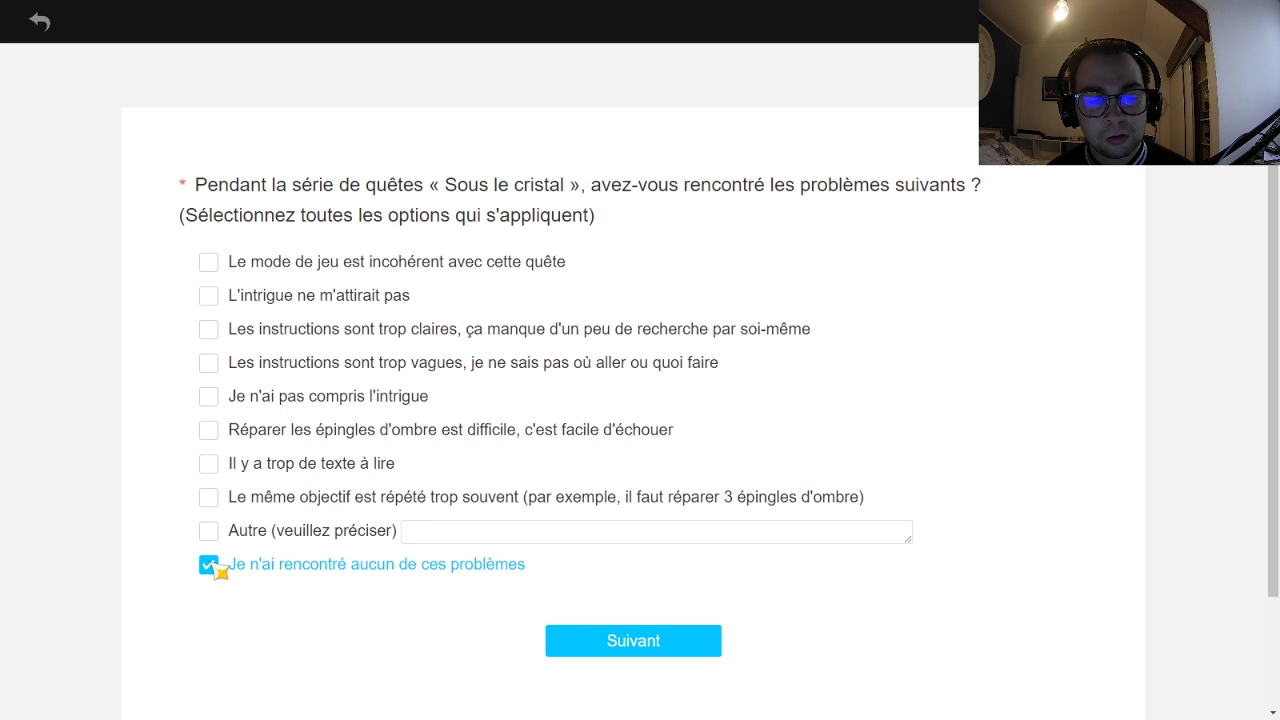 * Pendant la série de quêtes « Sous le cristal », avez-vous rencontré les problèmes suivants ?
(Sélectionnez toutes les options qui s'appliquent)
Le mode de jeu est incohérent avec cette quête
L'intrigue ne m'attirait pas
Les instructions sont trop claires, ça manque d'un peu de recherche par soi-même
Les instructions sont trop vagues, je ne sais pas où aller ou quoi faire
Je n'ai pas compris l'intrigue
Réparer les épingles d'ombre est difficile, c'est facile d'échouer
Il y a trop de texte à lire
Le même objectif est répété trop souvent (par exemple, il faut réparer 3 épingles d'ombre)
Autre (veuillez préciser)
Je n'ai rencontré aucun de ces problèmes
Suivant